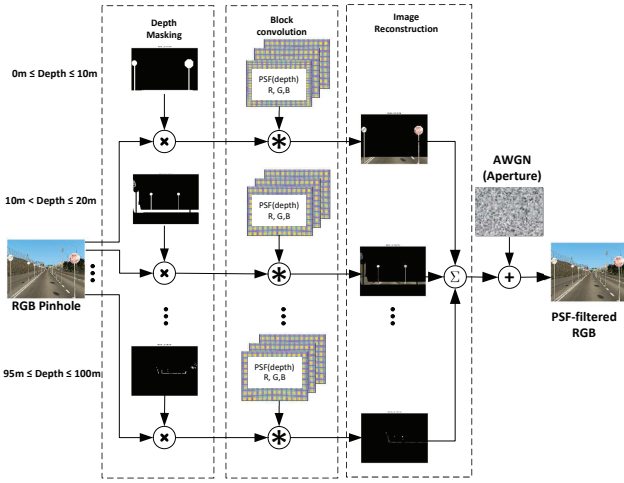 Depth
Masking
Block
convolution
Image
Reconstruction
0m ≤ Depth ≤ 10m
PSF(depth)
R, G,B
AWGN
(Aperture)
10m < Depth ≤ 20m
PSF(depth)
R, G,B
Σ
RGB Pinhole
PSF-filtered
RGB
95m ≤ Depth ≤ 100m
PSF(depth)
R, G,B